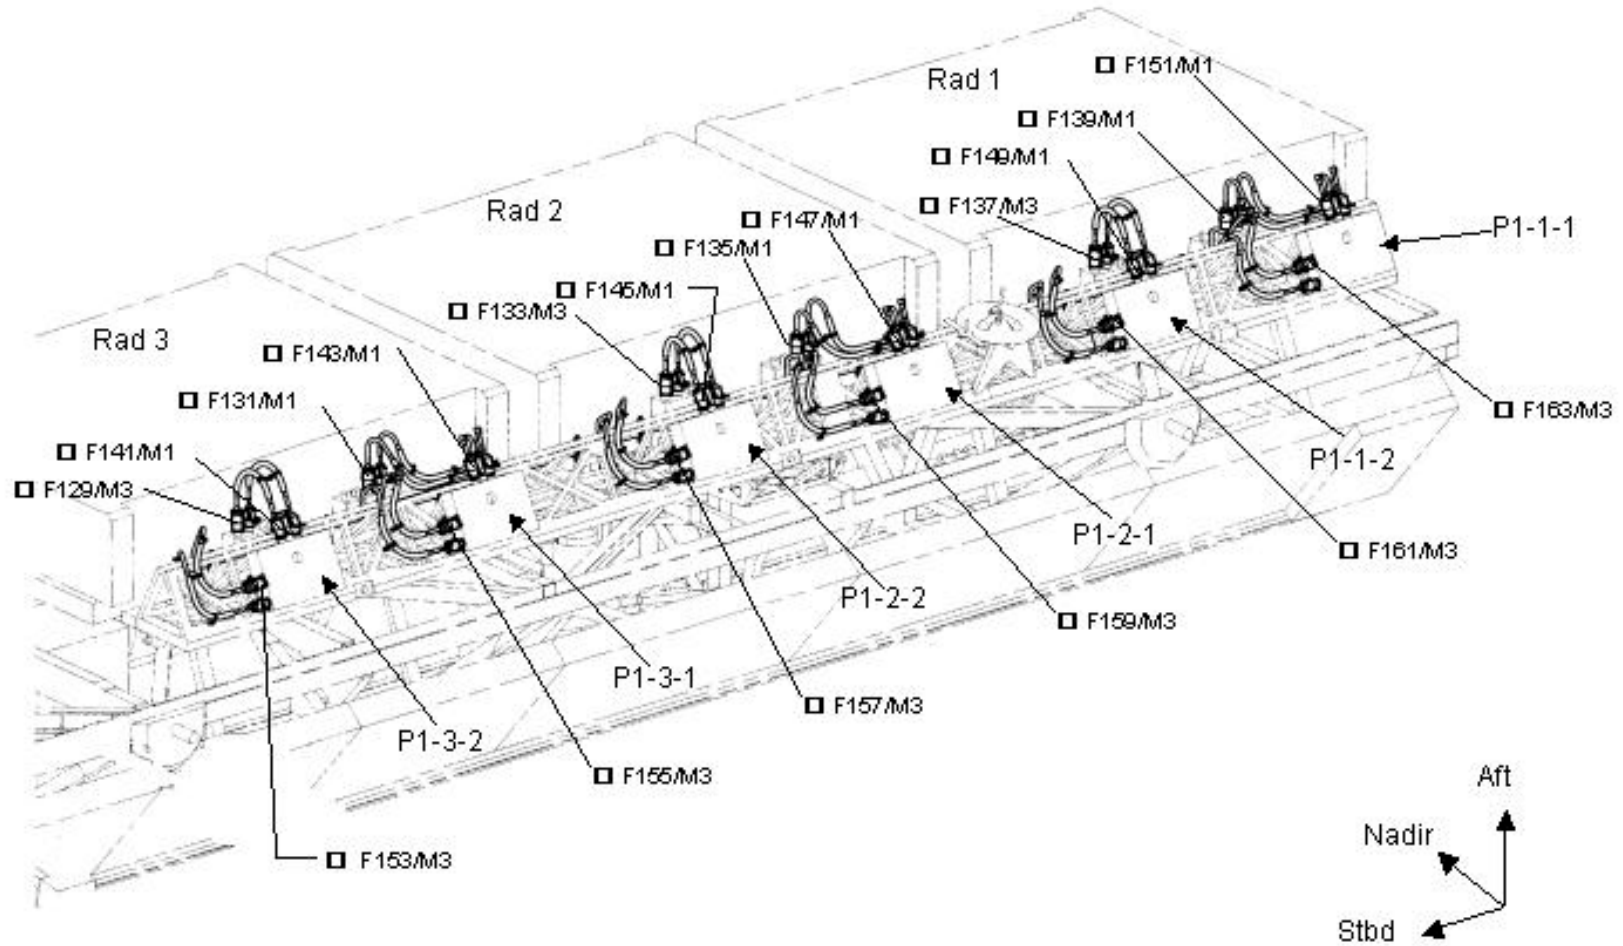 Rad 1
☐ F151/M1
☐ F139/M1
☐ F149/M1
Rad 2
☐ F137/M3
☐ F147/M1
P1-1-1
☐ F135/M1
☐ F145/M1
☐ F133/M3
Rad 3
☐ F143/M1
☐ F131/M1
☐ F163/M3
☐ F141/M1
P1-1-2
☐ F129/M3
P1-2-1
☐ F161/M3
P1-2-2
☐ F159/M3
P1-3-1
☐ F157/M3
P1-3-2
☐ F155/M3
Aft
Nadir
☐ F153/M3
Stbd